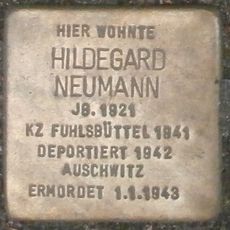 HIER WOHNTE
HILDEGARD
NEUMANN
JG. 1921
KZ FUHLSBÜTTEL 1941
DEPORTIERT 1942
AUSCHWITZ
ERMORDET 1.1.1943